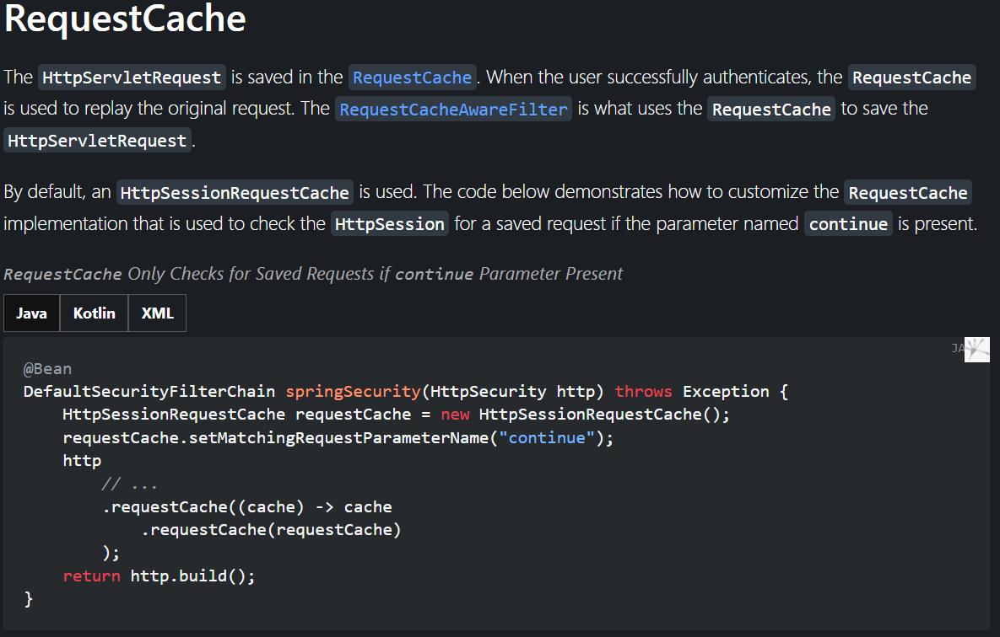 RequestCache
The HttpServletRequest is saved in the RequestCache. When the user successfully authenticates, the RequestCache
is used to replay the original request. The RequestCacheAwareFilter is what uses the RequestCache to save the
HttpServletRequest.
By default, an HttpSessionRequestCache is used. The code below demonstrates how to customize the RequestCache
implementation that is used to check the HttpSession for a saved request if the parameter named continue is present.
RequestCache Only Checks for Saved Requests if continue Parameter Present
Java Kotlin XML
JA
@Bean
DefaultSecurityFilterChain springSecurity(HttpSecurity http) throws Exception {
    HttpSessionRequestCache requestCache = new HttpSessionRequestCache();
    requestCache.setMatchingRequestParameterName("continue");
    http
        // ...
        .requestCache((cache) -> cache
            .requestCache(requestCache)
        );
    return http.build();
}